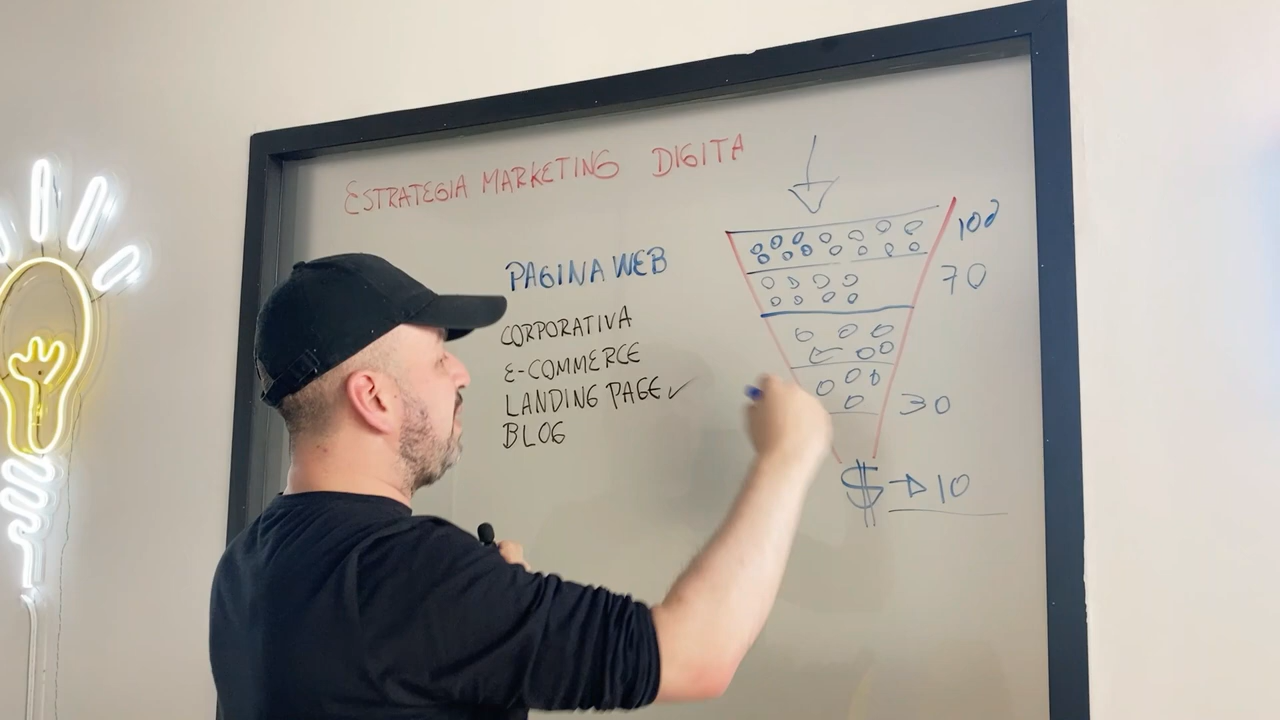 ESTRATEGIA MARKETING DIGITA
PAGINA WEB
CORPORATIVA
E-COMMERCE
LANDING PAGE ✓
BLOG
100
70
30
$ → 10